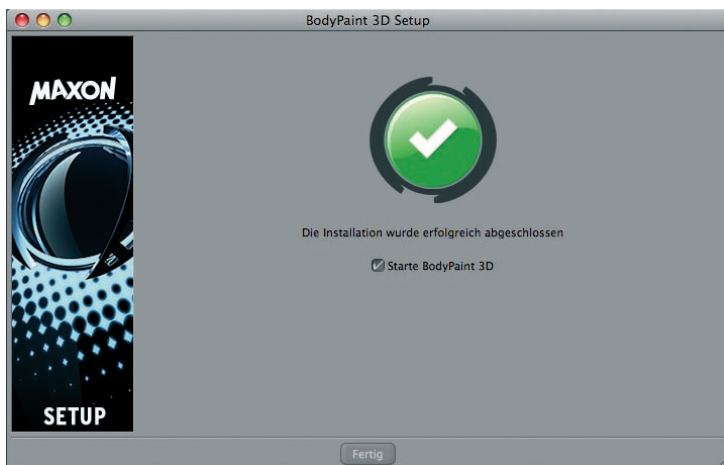 BodyPaint 3D Setup
MAXON
Die Installation wurde erfolgreich abgeschlossen
Starte BodyPaint 3D
SETUP
Fertig